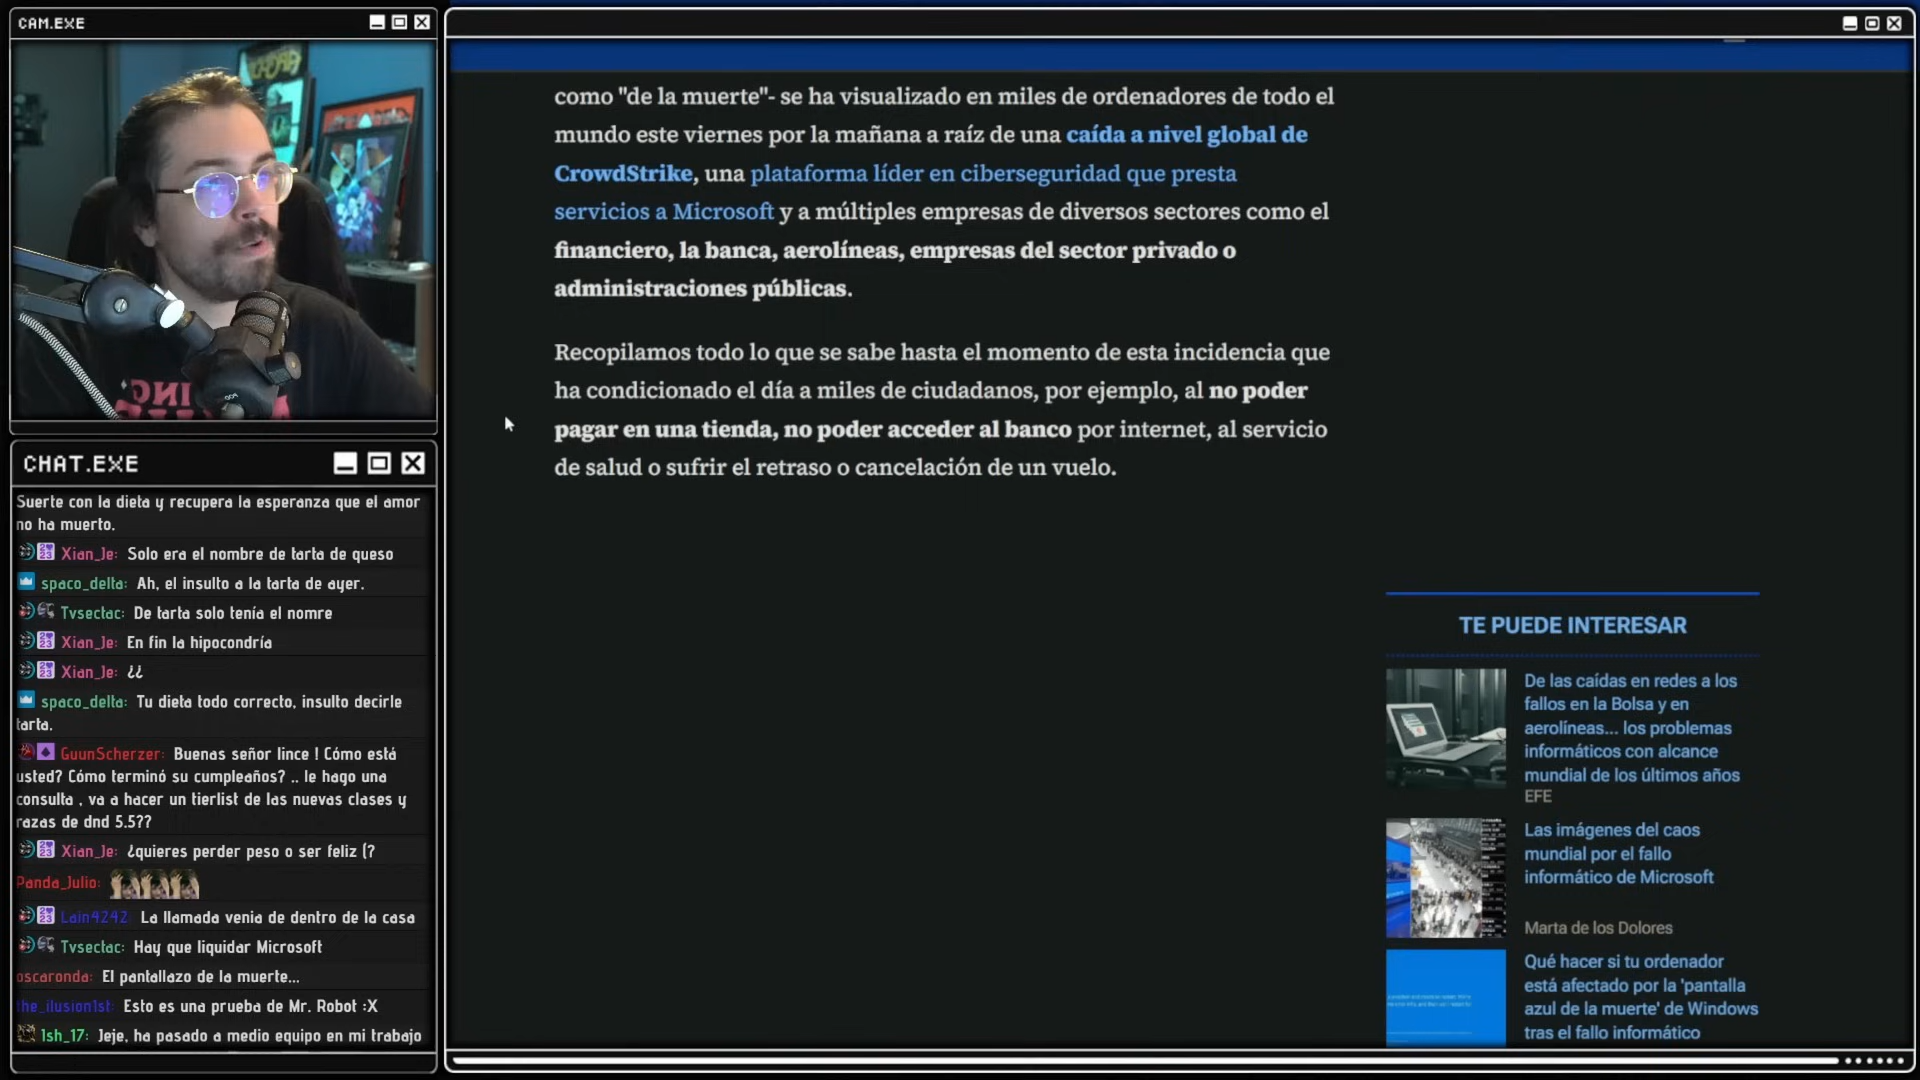 CAM.EXE
como "de la muerte"- se ha visualizado en miles de ordenadores de todo el
mundo este viernes por la mañana a raíz de una caída a nivel global de
CrowdStrike, una plataforma líder en ciberseguridad que presta
servicios a Microsoft y a múltiples empresas de diversos sectores como el
financiero, la banca, aerolíneas, empresas del sector privado o
administraciones públicas.
Recopilamos todo lo que se sabe hasta el momento de esta incidencia que
ha condicionado el día a miles de ciudadanos, por ejemplo, al no poder
pagar en una tienda, no poder acceder al banco por internet, al servicio
de salud o sufrir el retraso o cancelación de un vuelo.
TE PUEDE INTERESAR
De las caídas en redes a los
fallos en la Bolsa y en
aerolíneas... los problemas
informáticos con alcance
mundial de los últimos años
EFE
Las imágenes del caos
mundial por el fallo
informático de Microsoft
Marta de los Dolores
Qué hacer si tu ordenador
está afectado por la 'pantalla
azul de la muerte' de Windows
tras el fallo informático
CHAT.EXE
Suerte con la dieta y recupera la esperanza que el amor
no ha muerto.
Xian_Je: Solo era el nombre de tarta de queso
spaco_delta: Ah, el insulto a la tarta de ayer.
Tvsectac: De tarta solo tenía el nomre
Xian_Je: En fin la hipocondría
Xian_Je: ¿¿
spaco_delta: Tu dieta todo correcto, insulto decirle
tarta.
GuunScherzer: Buenas señor lince ! Cómo está
usted? Cómo terminó su cumpleaños? .. le hago una
consulta , va a hacer un tierlist de las nuevas clases y
razas de dnd 5.5??
Xian_Je: ¿quieres perder peso o ser feliz (?
Panda_Julio:
Lain4242: La llamada venia de dentro de la casa
Tvsectac: Hay que liquidar Microsoft
oscaronda: El pantallazo de la muerte...
the_ilusion1st: Esto es una prueba de Mr. Robot :X
1sh_17: Jeje, ha pasado a medio equipo en mi trabajo